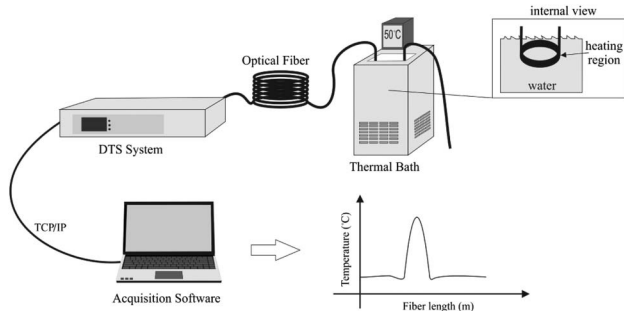 internal view
50°C
heating
region
Optical Fiber
water
DTS System
Thermal Bath
TCP/IP
Temperature (°C)
Acquisition Software
Fiber length (m)